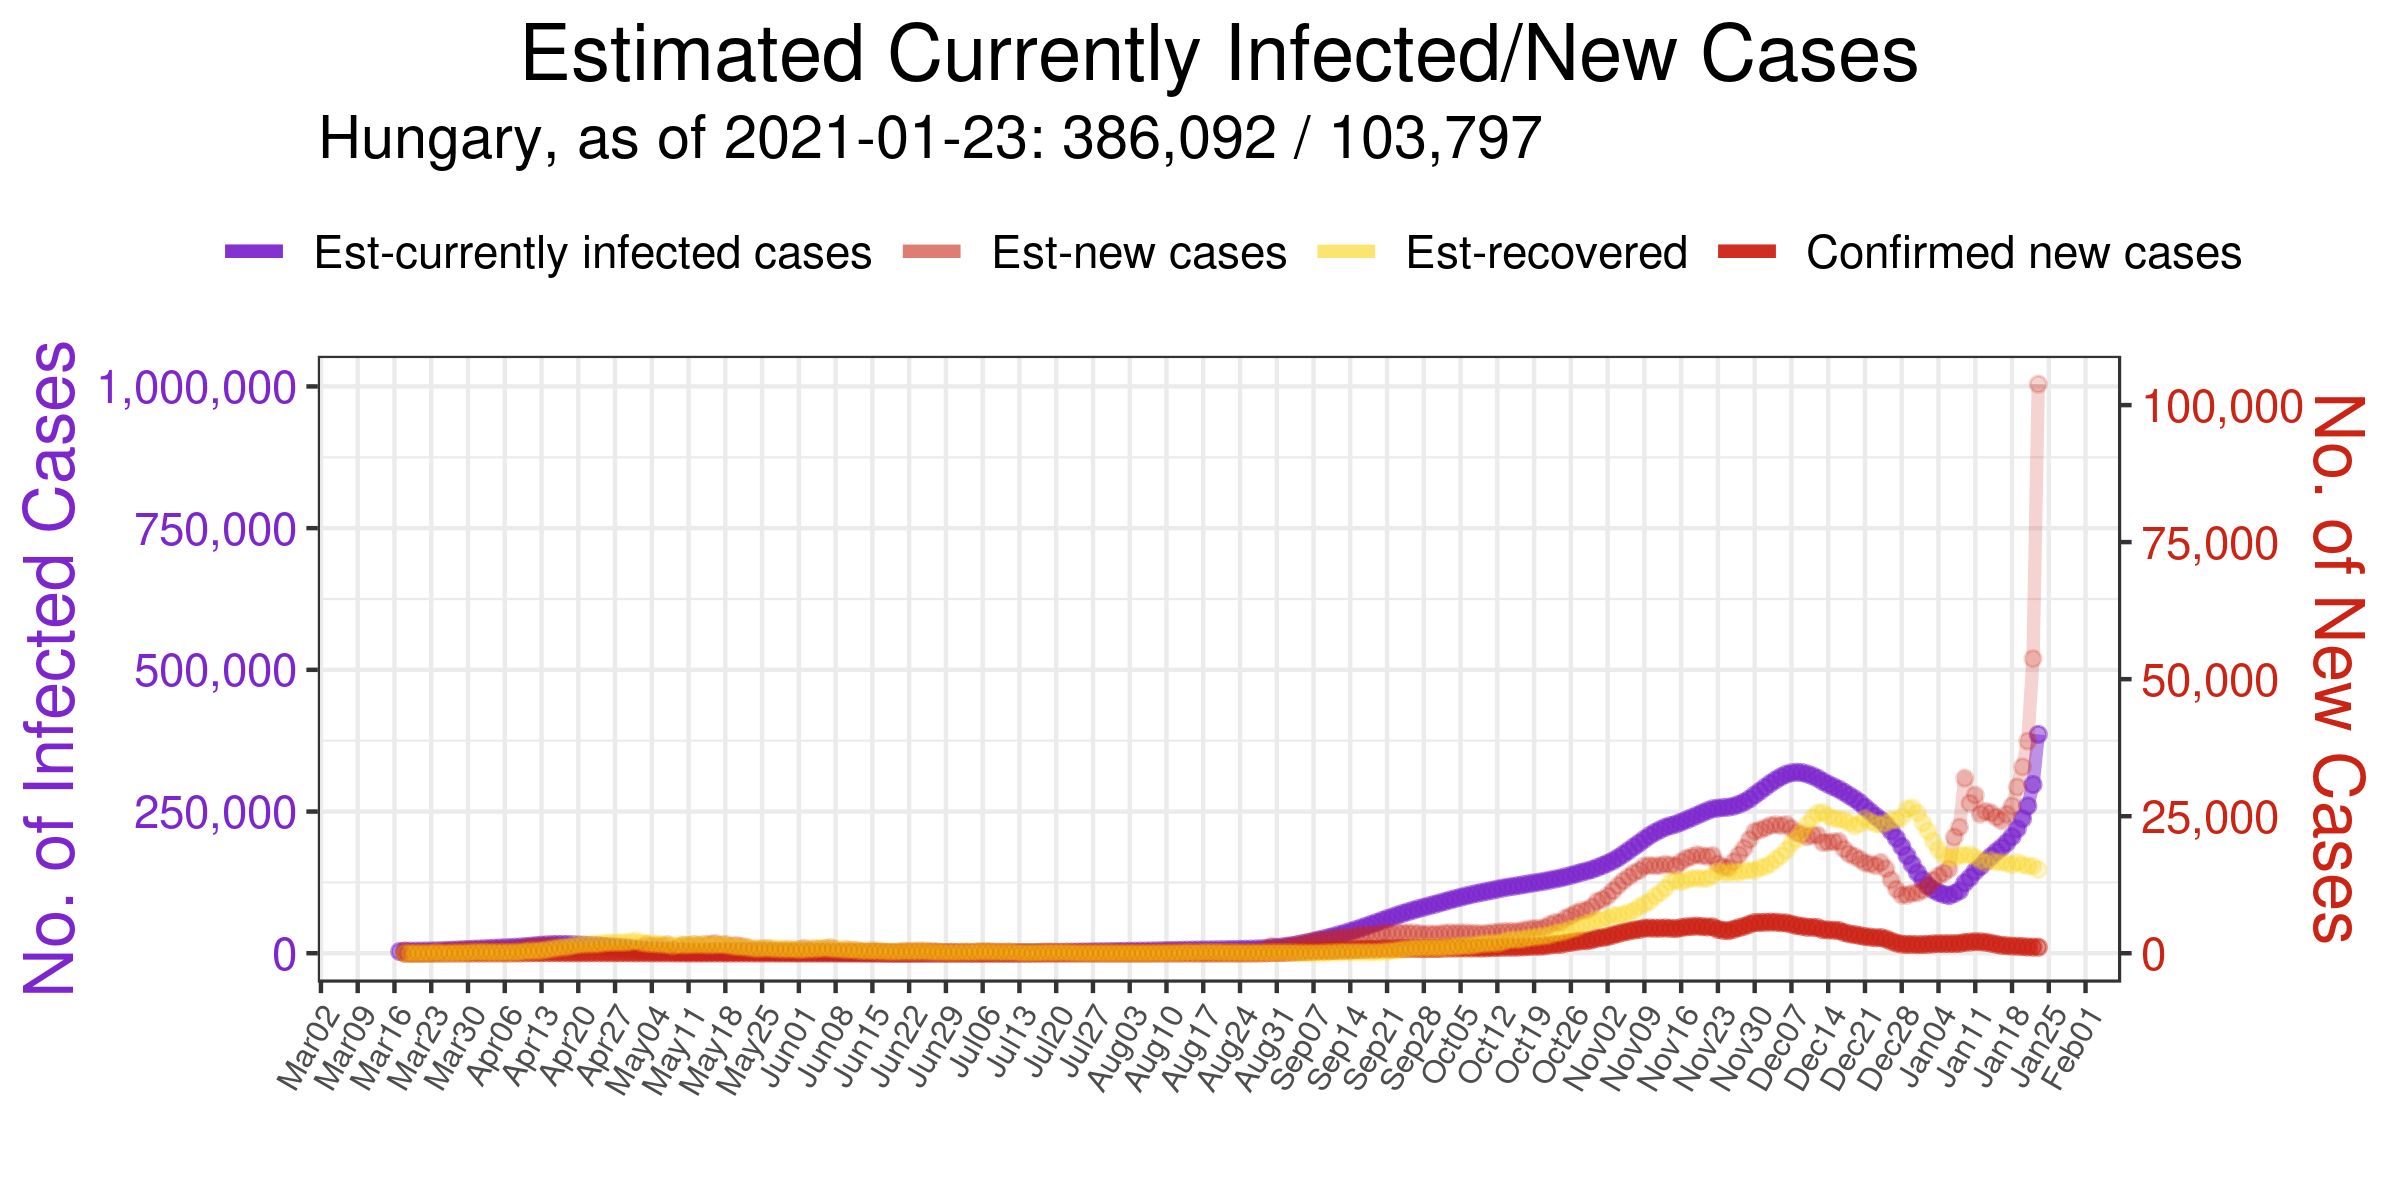 Estimated Currently Infected/New Cases
Hungary, as of 2021-01-23: 386,092 / 103,797
Est-currently infected cases Est-new cases Est-recovered Confirmed new cases
No. of Infected Cases
1,000,000
750,000
500,000
250,000
0
100,000
75,000
50,000
25,000
0
No. of New Cases
Mar02 Mar09 Mar16 Mar23 Mar30 Apr06 Apr13 Apr20 Apr27 May04 May11 May18 May25 Jun01 Jun08 Jun15 Jun22 Jun29 Jul06 Jul13 Jul20 Jul27 Aug03 Aug10 Aug17 Aug24 Aug31 Sep07 Sep14 Sep21 Sep28 Oct05 Oct12 Oct19 Oct26 Nov02 Nov09 Nov16 Nov23 Nov30 Dec07 Dec14 Dec21 Dec28 Jan04 Jan11 Jan18 Jan25 Feb01